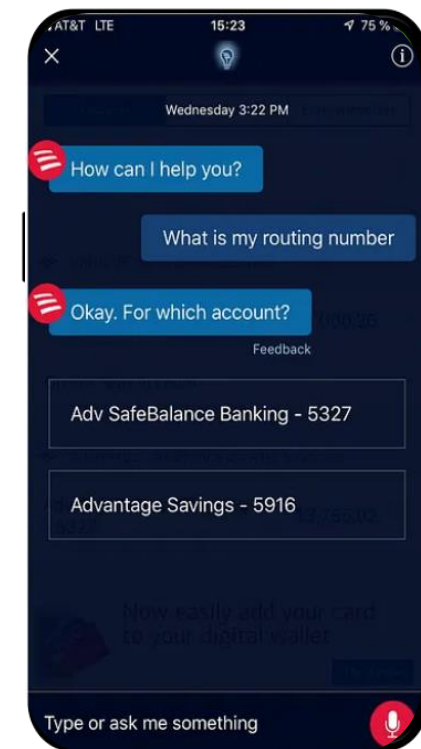 AT&T LTE 15:23 75 %
Wednesday 3:22 PM
How can I help you?
What is my routing number
Okay. For which account?
Feedback
Adv SafeBalance Banking - 5327
Advantage Savings - 5916
Now easily add your card
to your digital wallet
Type or ask me something